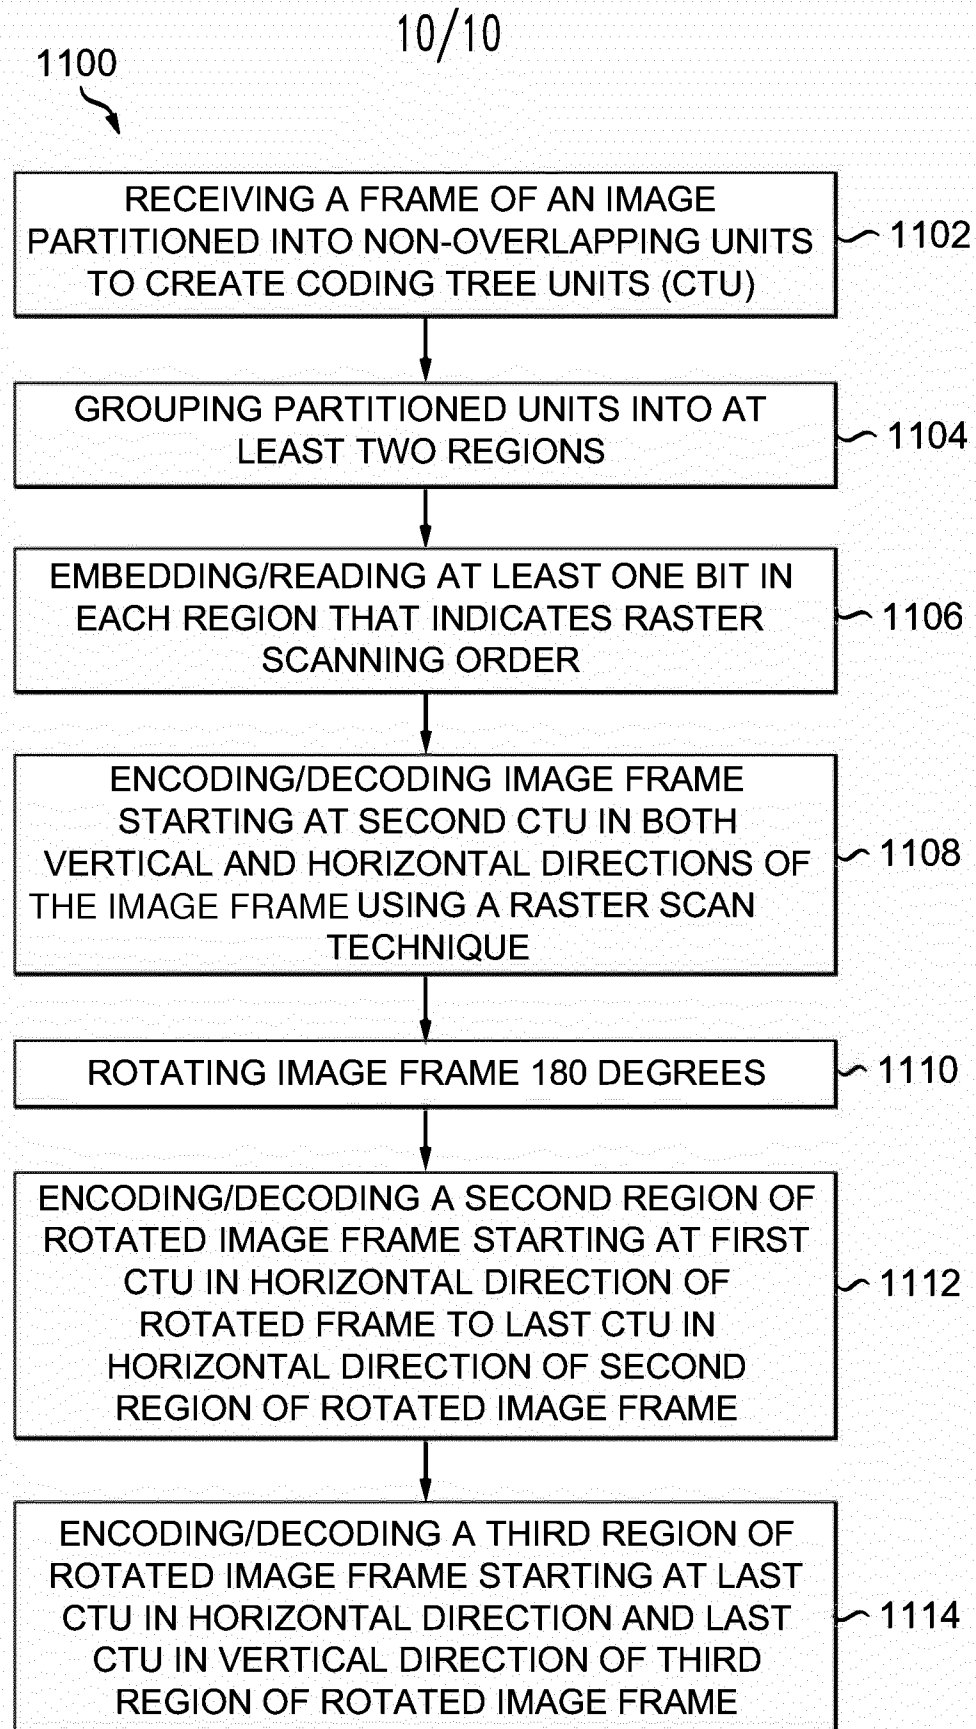 10/10
1100
RECEIVING A FRAME OF AN IMAGE
PARTITIONED INTO NON-OVERLAPPING UNITS
TO CREATE CODING TREE UNITS (CTU)
1102
GROUPING PARTITIONED UNITS INTO AT
LEAST TWO REGIONS
1104
EMBEDDING/READING AT LEAST ONE BIT IN
EACH REGION THAT INDICATES RASTER
SCANNING ORDER
1106
ENCODING/DECODING IMAGE FRAME
STARTING AT SECOND CTU IN BOTH
VERTICAL AND HORIZONTAL DIRECTIONS OF
THE IMAGE FRAME USING A RASTER SCAN
TECHNIQUE
1108
ROTATING IMAGE FRAME 180 DEGREES
1110
ENCODING/DECODING A SECOND REGION OF
ROTATED IMAGE FRAME STARTING AT FIRST
CTU IN HORIZONTAL DIRECTION OF
ROTATED FRAME TO LAST CTU IN
HORIZONTAL DIRECTION OF SECOND
REGION OF ROTATED IMAGE FRAME
1112
ENCODING/DECODING A THIRD REGION OF
ROTATED IMAGE FRAME STARTING AT LAST
CTU IN HORIZONTAL DIRECTION AND LAST
CTU IN VERTICAL DIRECTION OF THIRD
REGION OF ROTATED IMAGE FRAME
1114